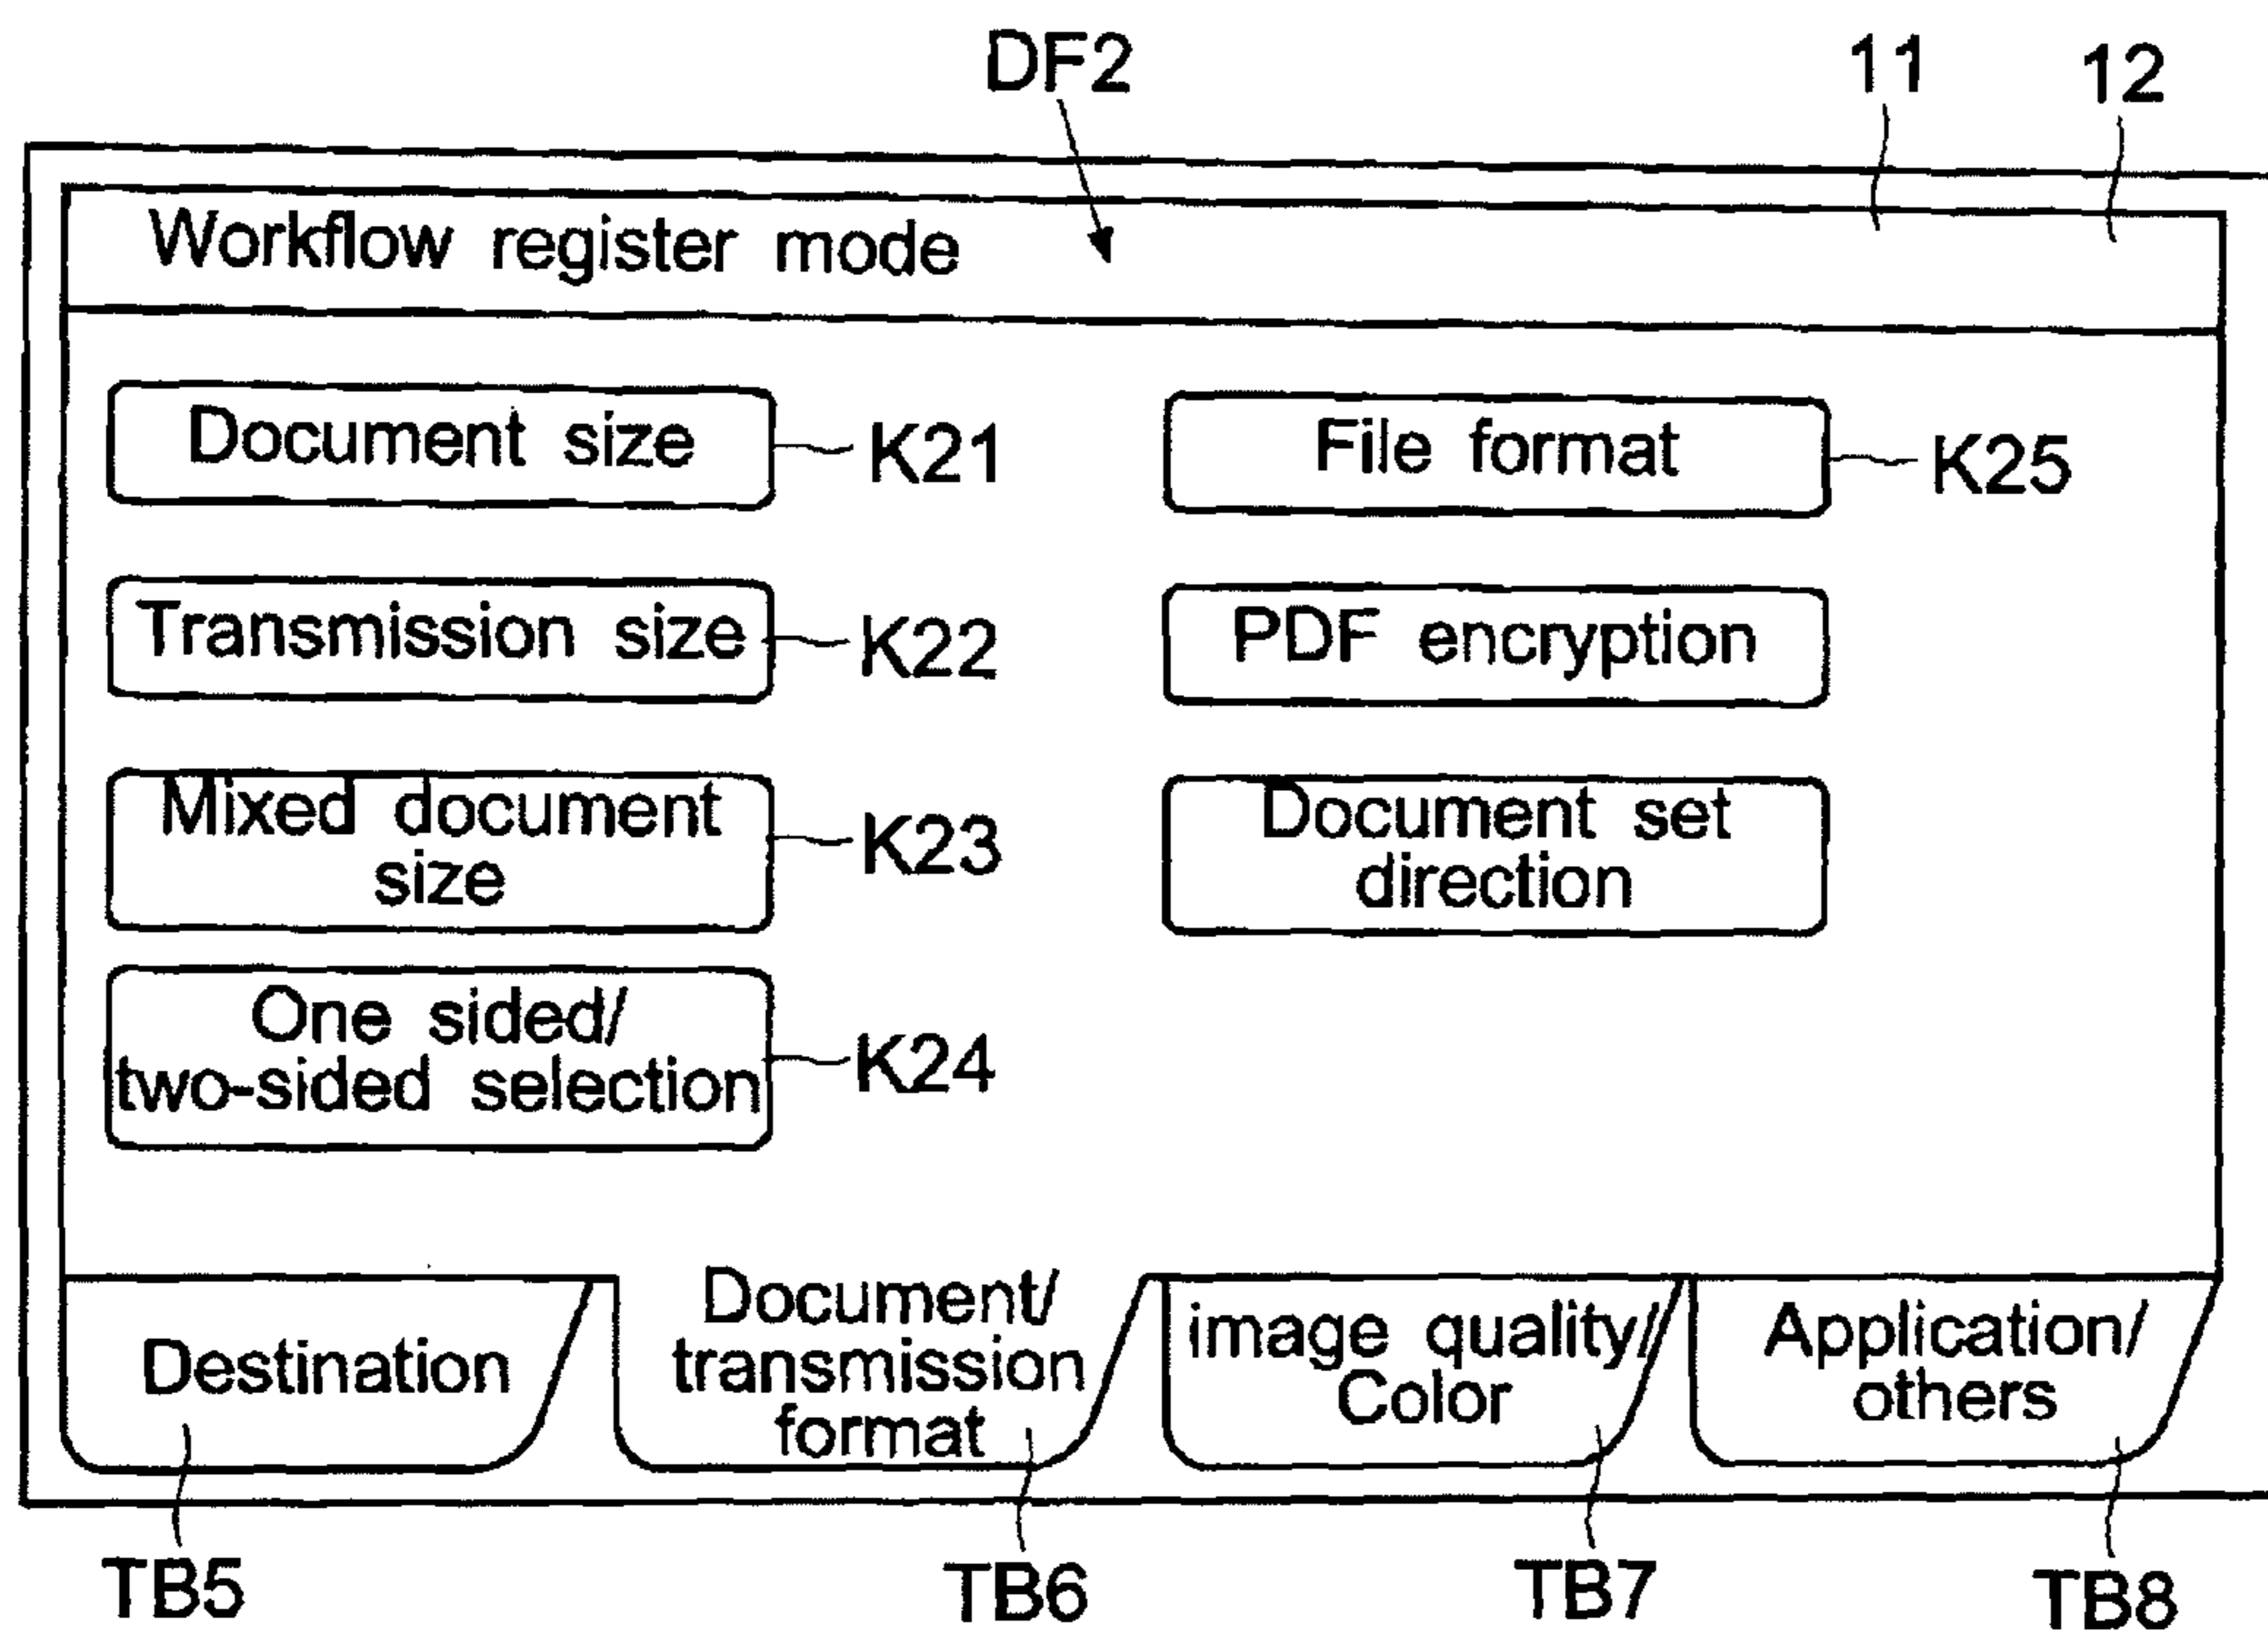 DF2
11
12
Workflow register mode
Document size
K21
File format
K25
Transmission size
K22
PDF encryption
Mixed document
size
K23
Document set
direction
One sided/
two-sided selection
K24
Destination
Document/
transmission
format
image quality/
Color
Application/
others
TB5
TB6
TB7
TB8